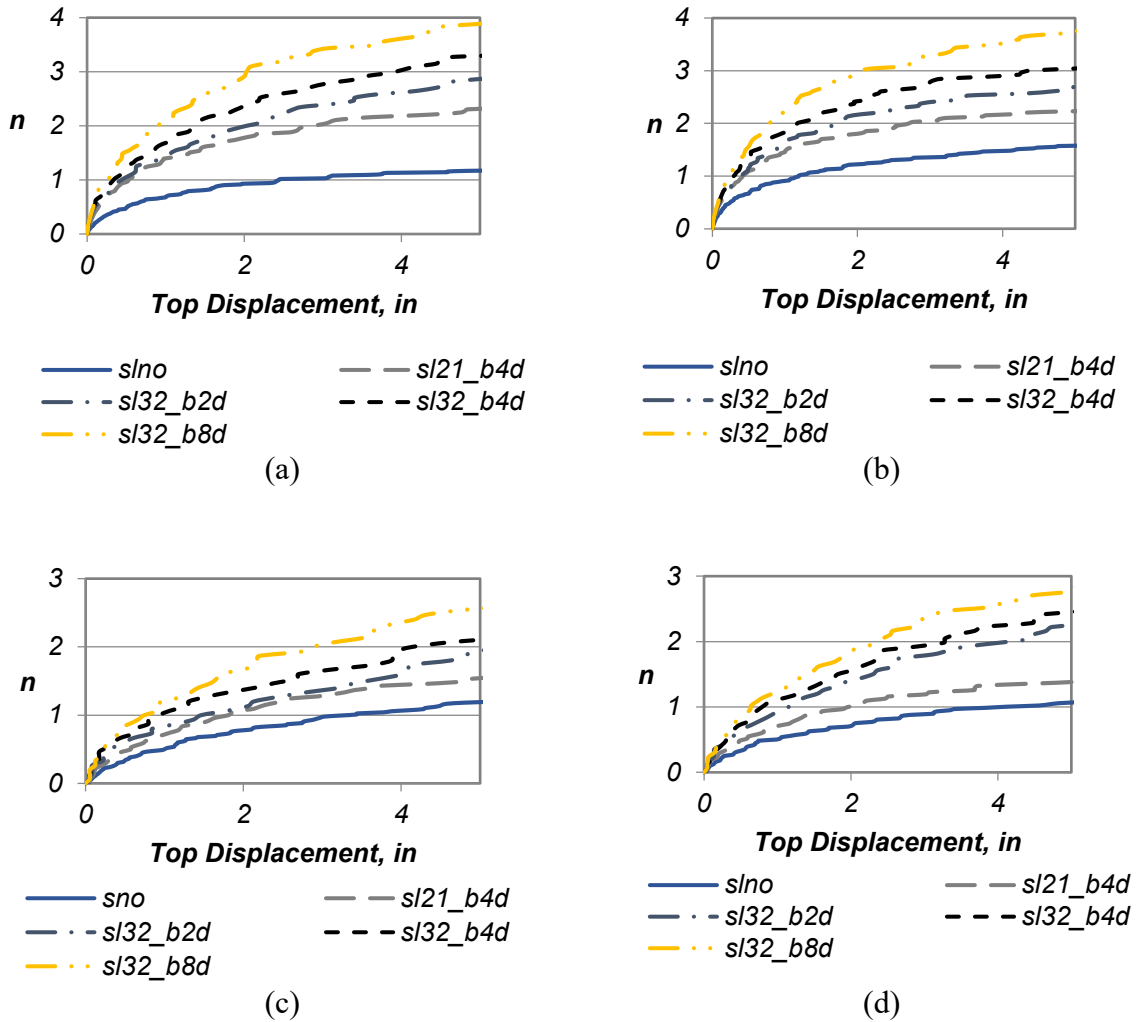 4
3
2
1
0
n
0 2 4
Top Displacement, in
slno sl21_b4d
sl32_b2d sl32_b4d
sl32_b8d
(a)
4
3
2
1
0
n
0 2 4
Top Displacement, in
slno sl21_b4d
sl32_b2d sl32_b4d
sl32_b8d
(b)
3
2
1
0
n
0 2 4
Top Displacement, in
sno sl21_b4d
sl32_b2d sl32_b4d
sl32_b8d
(c)
3
2
1
0
n
0 2 4
Top Displacement, in
slno sl21_b4d
sl32_b2d sl32_b4d
sl32_b8d
(d)